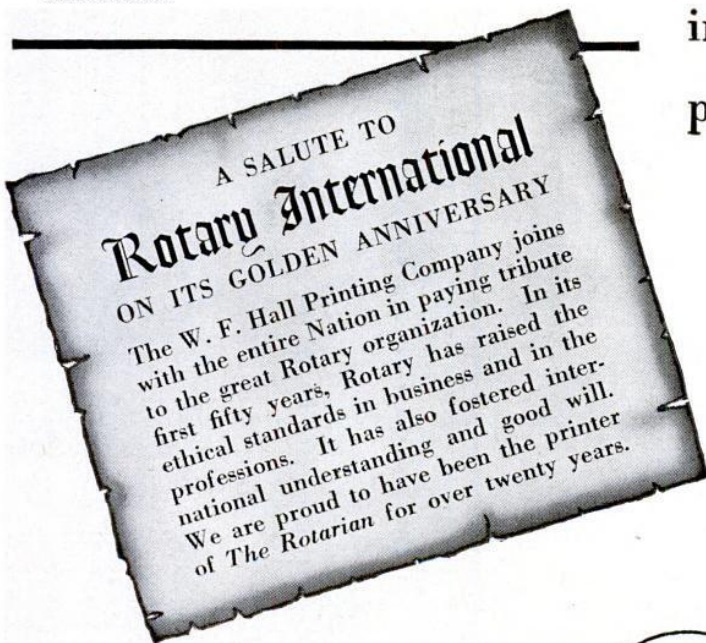 A SALUTE TO
Rotary International
ON ITS GOLDEN ANNIVERSARY
The W. F. Hall Printing Company joins
with the entire Nation in paying tribute
to the great Rotary organization. In its
first fifty years, Rotary has raised the
ethical standards in business and in the
professions. It has also fostered inter-
national understanding and good will.
We are proud to have been the printer
of The Rotarian for over twenty years.